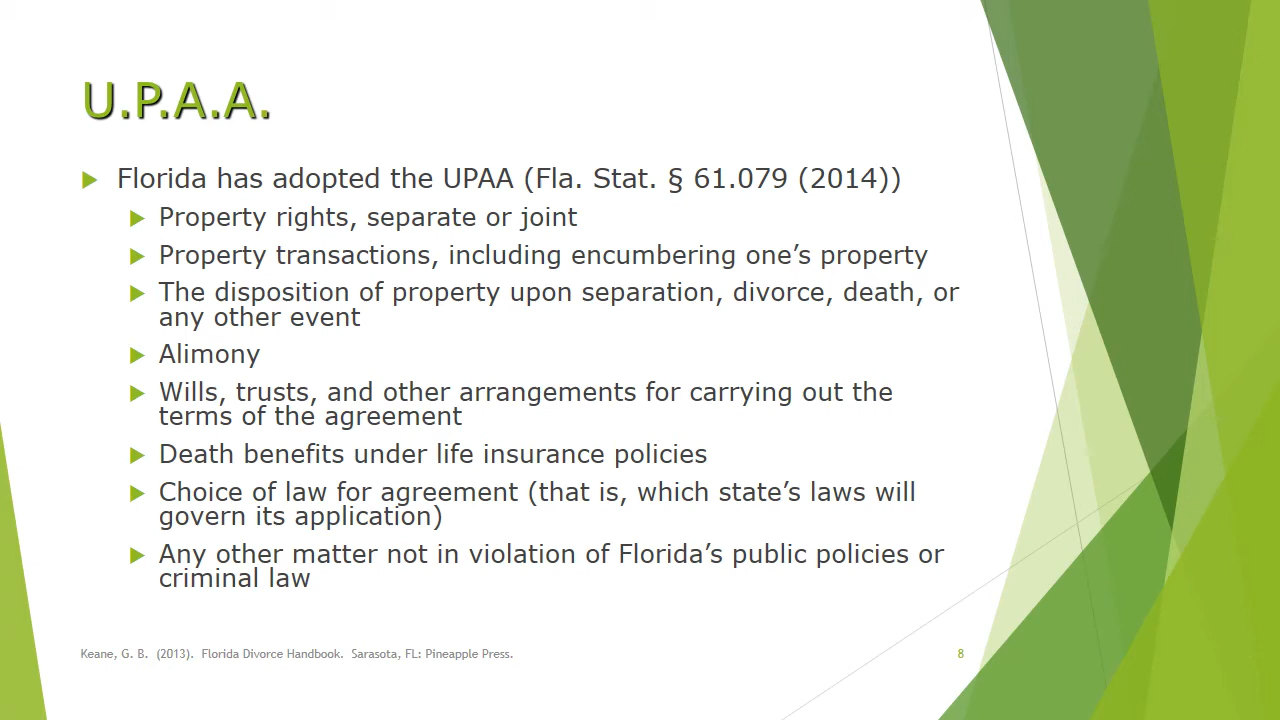 U.P.A.A.
Florida has adopted the UPAA (Fla. Stat. § 61.079 (2014))
Property rights, separate or joint
Property transactions, including encumbering one’s property
The disposition of property upon separation, divorce, death, or
any other event
Alimony
Wills, trusts, and other arrangements for carrying out the
terms of the agreement
Death benefits under life insurance policies
Choice of law for agreement (that is, which state’s laws will
govern its application)
Any other matter not in violation of Florida’s public policies or
criminal law
Keane, G. B. (2013). Florida Divorce Handbook. Sarasota, FL: Pineapple Press.
8